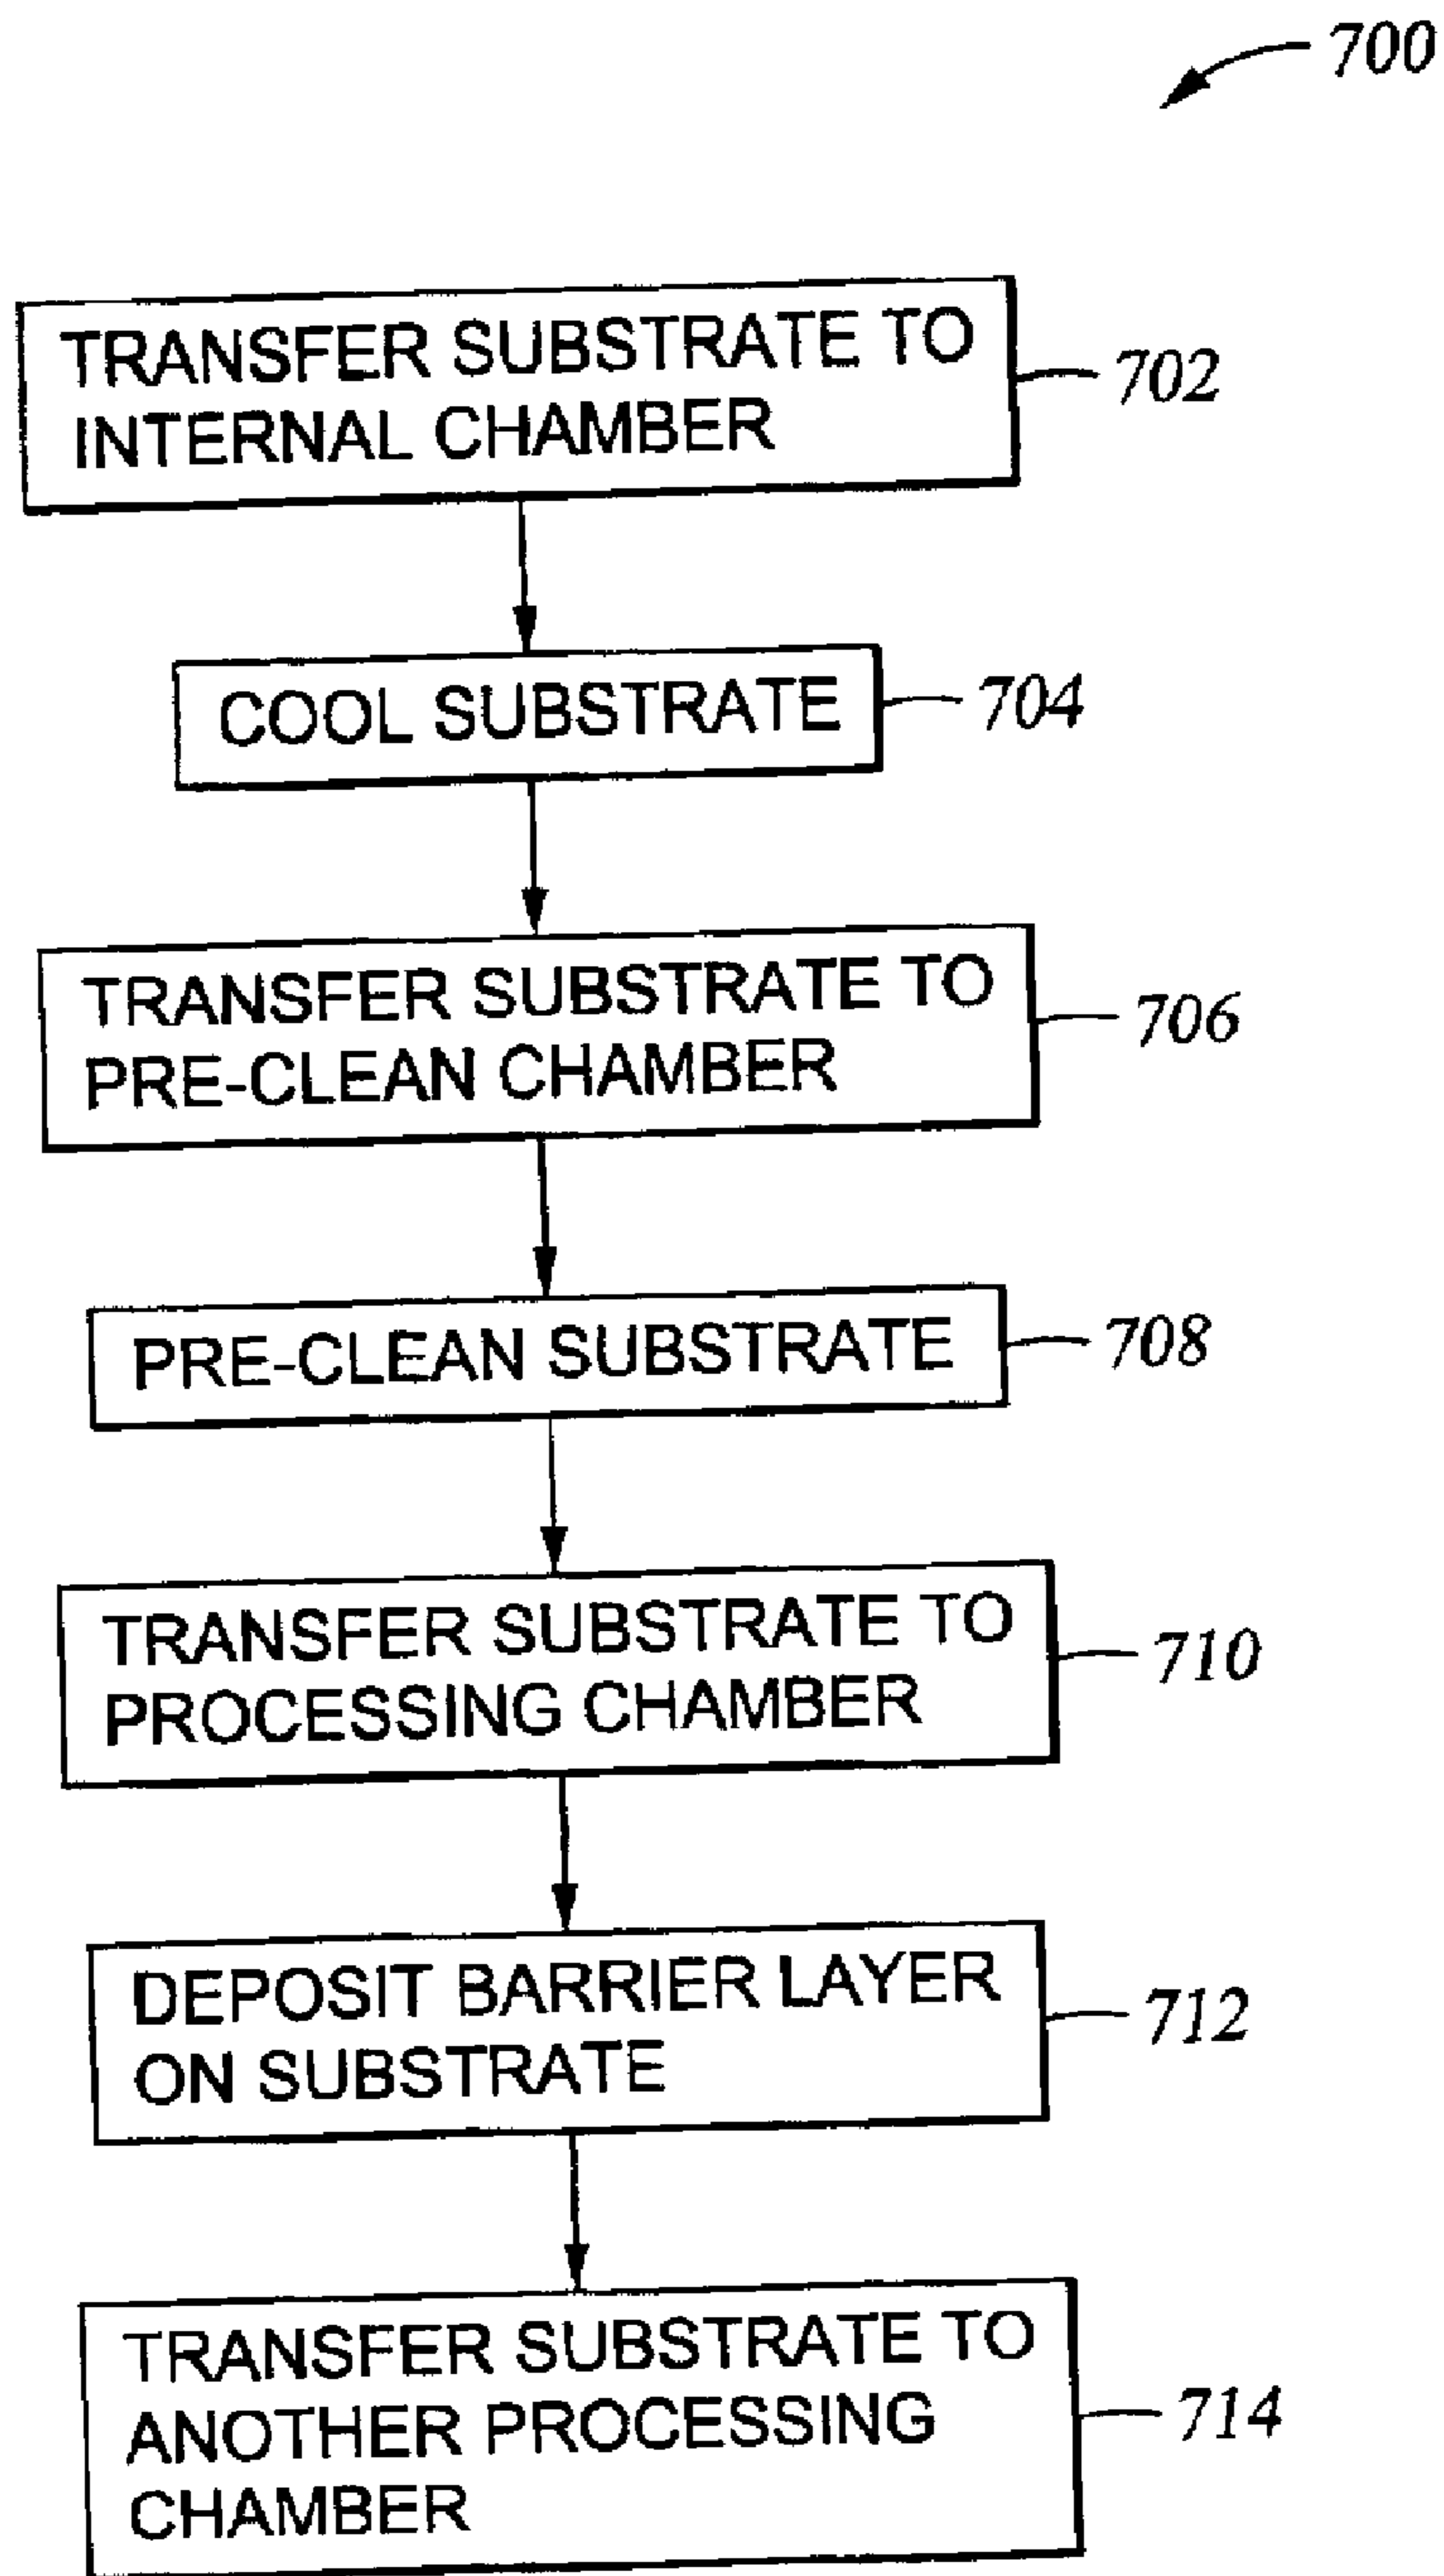 700
TRANSFER SUBSTRATE TO
INTERNAL CHAMBER
702
COOL SUBSTRATE
704
TRANSFER SUBSTRATE TO
PRE-CLEAN CHAMBER
706
PRE-CLEAN SUBSTRATE
708
TRANSFER SUBSTRATE TO
PROCESSING CHAMBER
710
DEPOSIT BARRIER LAYER
ON SUBSTRATE
712
TRANSFER SUBSTRATE TO
ANOTHER PROCESSING
CHAMBER
714